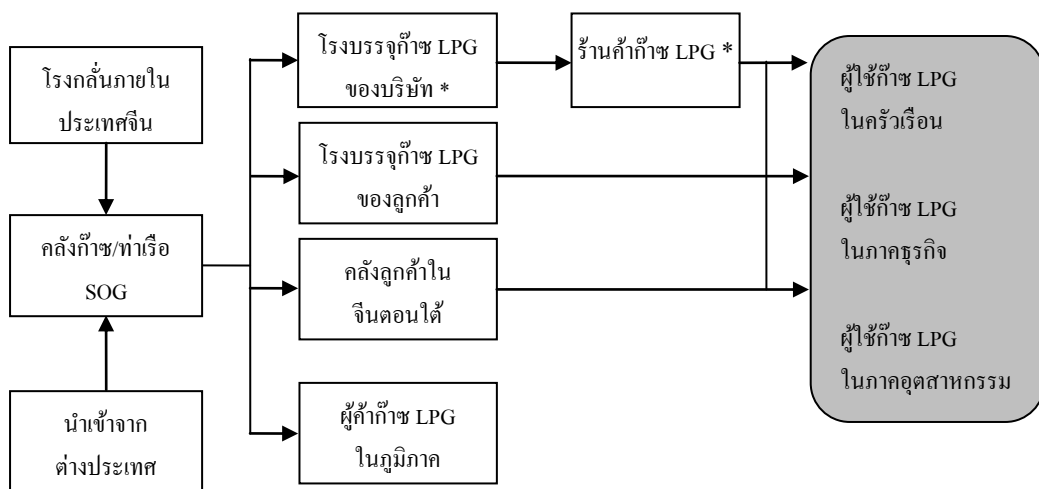 โรงกลั่นภายใน
ประเทศจีน
คลังก๊าซ/ท่าเรือ
SOG
นำเข้าจาก
ต่างประเทศ
โรงบรรจุก๊าซ LPG
ของบริษัท *
ร้านค้าก๊าซ LPG *
โรงบรรจุก๊าซ LPG
ของลูกค้า
คลังลูกค้าใน
จีนตอนใต้
ผู้ค้าก๊าซ LPG
ในภูมิภาค
ผู้ใช้ก๊าซ LPG
ในครัวเรือน
ผู้ใช้ก๊าซ LPG
ในภาคธุรกิจ
ผู้ใช้ก๊าซ LPG
ในภาคอุตสาหกรรม